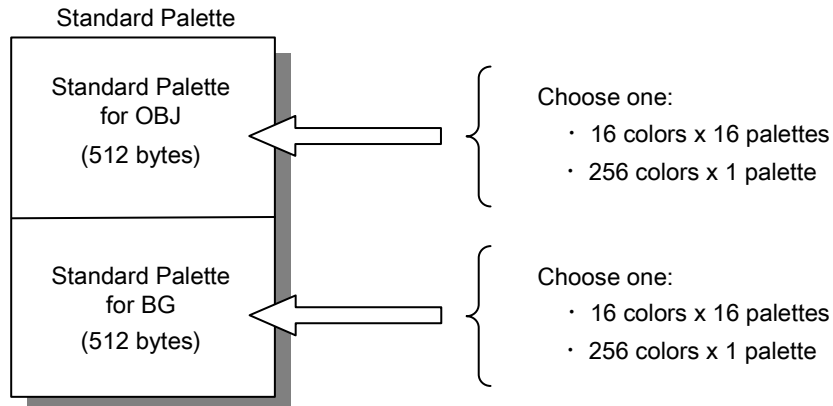 Standard Palette
Standard Palette
for OBJ
(512 bytes)
Choose one:
・ 16 colors x 16 palettes
・ 256 colors x 1 palette
Standard Palette
for BG
(512 bytes)
Choose one:
・ 16 colors x 16 palettes
・ 256 colors x 1 palette